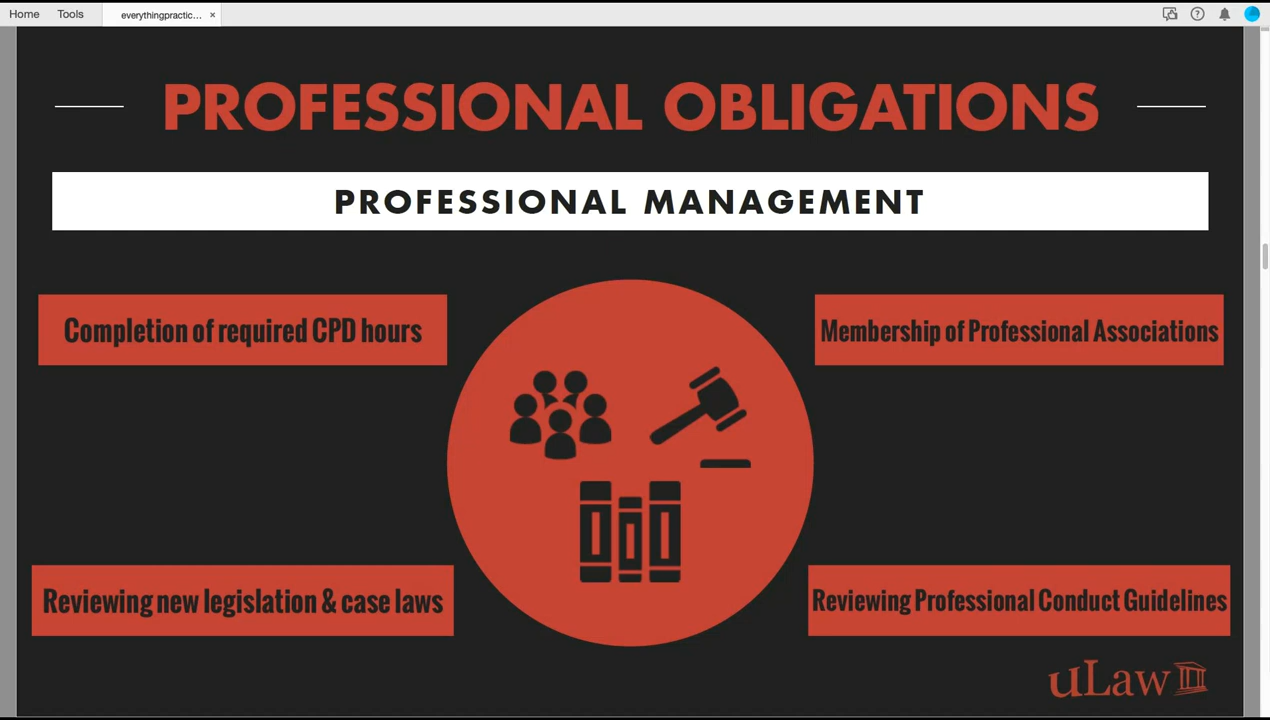 Home Tools everythingpractic... ×
PROFESSIONAL OBLIGATIONS
PROFESSIONAL MANAGEMENT
Completion of required CPD hours
Membership of Professional Associations
Reviewing new legislation & case laws
Reviewing Professional Conduct Guidelines
uLaw